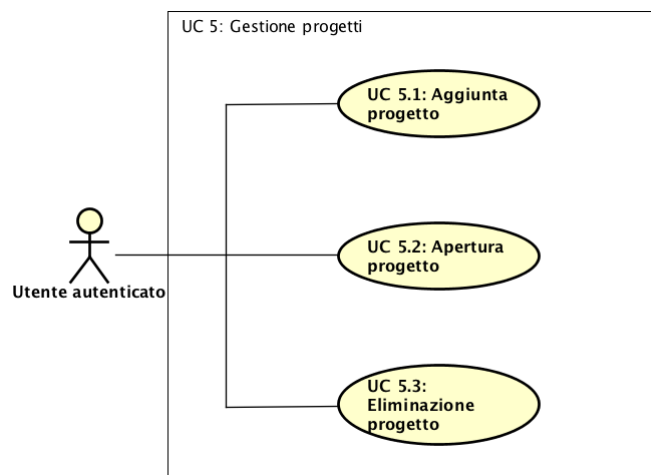 UC 5: Gestione progetti
UC 5.1: Aggiunta
progetto
UC 5.2: Apertura
progetto
Utente autenticato
UC 5.3:
Eliminazione
progetto